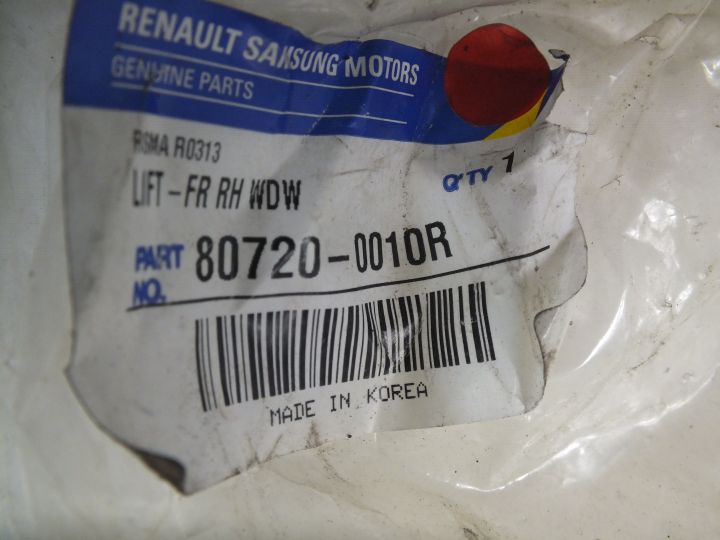 RENAULT SAMSUNG MOTORS
GENUINE PARTS
RSMA R0313
LIFT-FR RH WDW
Q'TY 1
PART NO. 80720-0010R
MADE IN KOREA